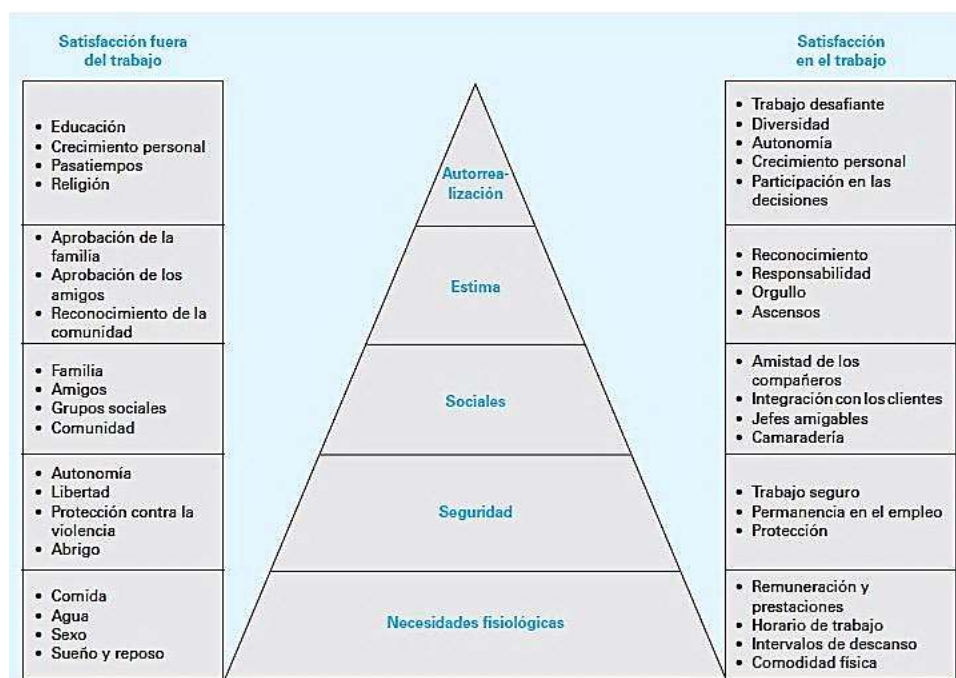 Satisfacción fuera
del trabajo
• Educación
• Crecimiento personal
• Pasatiempos
• Religión
• Aprobación de la
familia
• Aprobación de los
amigos
• Reconocimiento de la
comunidad
• Familia
• Amigos
• Grupos sociales
• Comunidad
• Autonomía
• Libertad
• Protección contra la
violencia
• Abrigo
• Comida
• Agua
• Sexo
• Sueño y reposo
Autorrea-
lización
Estima
Sociales
Seguridad
Necesidades fisiológicas
Satisfacción
en el trabajo
• Trabajo desafiante
• Diversidad
• Autonomía
• Crecimiento personal
• Participación en las
decisiones
• Reconocimiento
• Responsabilidad
• Orgullo
• Ascensos
• Amistad de los
compañeros
• Integración con los clientes
• Jefes amigables
• Camaradería
• Trabajo seguro
• Permanencia en el empleo
• Protección
• Remuneración y
prestaciones
• Horario de trabajo
• Intervalos de descanso
• Comodidad física